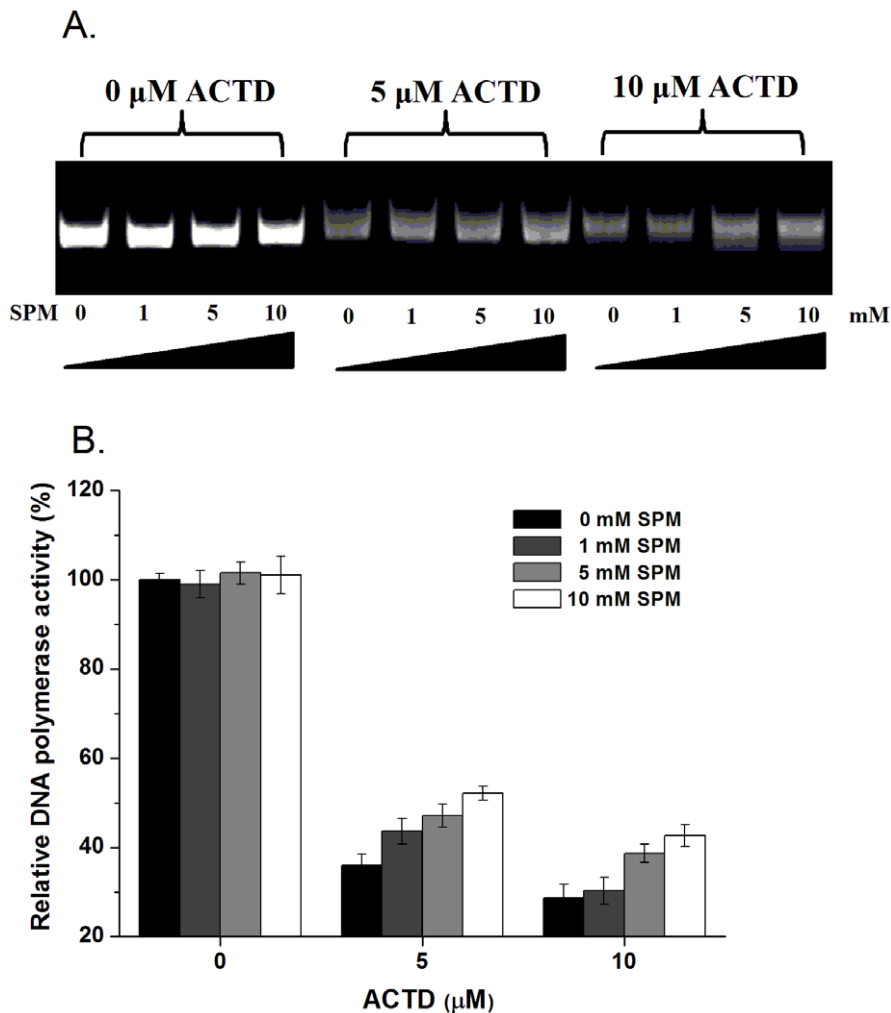 A.
0 μM ACTD 5 μM ACTD 10 μM ACTD
SPM 0 1 5 10 0 1 5 10 0 1 5 10 mM
B.
Relative DNA polymerase activity (%)
120
100
80
60
40
20
0 mM SPM
1 mM SPM
5 mM SPM
10 mM SPM
0 5 10
ACTD (μM)